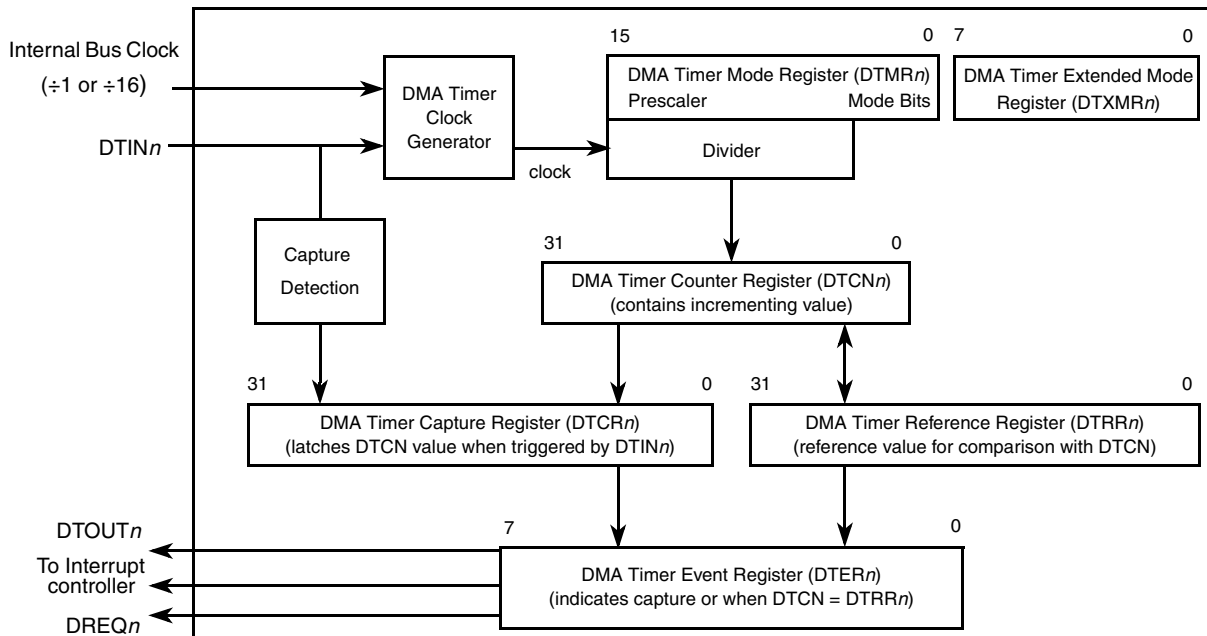 Internal Bus Clock
(÷1 or ÷16)
DTINn
DMA Timer
Clock
Generator
clock
15 0
DMA Timer Mode Register (DTMRn)
Prescaler Mode Bits
Divider
7 0
DMA Timer Extended Mode
Register (DTXMRn)
Capture
Detection
31 0
DMA Timer Counter Register (DTCNn)
(contains incrementing value)
31 0
DMA Timer Capture Register (DTCRn)
(latches DTCN value when triggered by DTINn)
31 0
DMA Timer Reference Register (DTRRn)
(reference value for comparison with DTCN)
DTOUTn
To Interrupt
controller
DREQn
7 0
DMA Timer Event Register (DTERn)
(indicates capture or when DTCN = DTRRn)